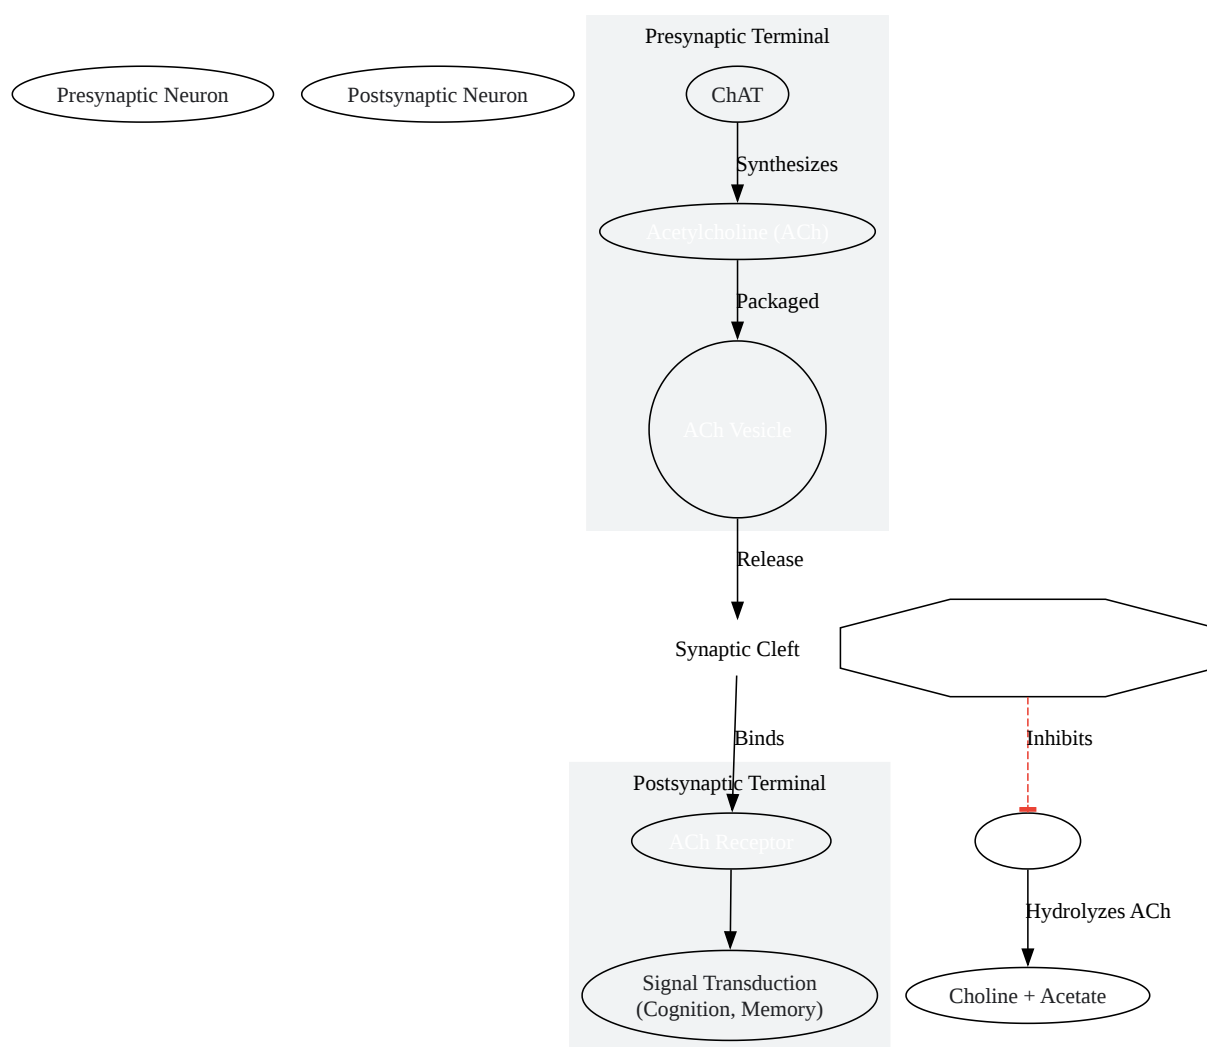 Presynaptic Terminal
Presynaptic Neuron
Postsynaptic Neuron
ChAT
Synthesizes
Acetylcholine (ACh)
Packaged
ACh Vesicle
Release
Synaptic Cleft
Binds
Inhibits
Postsynaptic Terminal
ACh Receptor
Hydrolyzes ACh
Signal Transduction
(Cognition, Memory)
Choline + Acetate